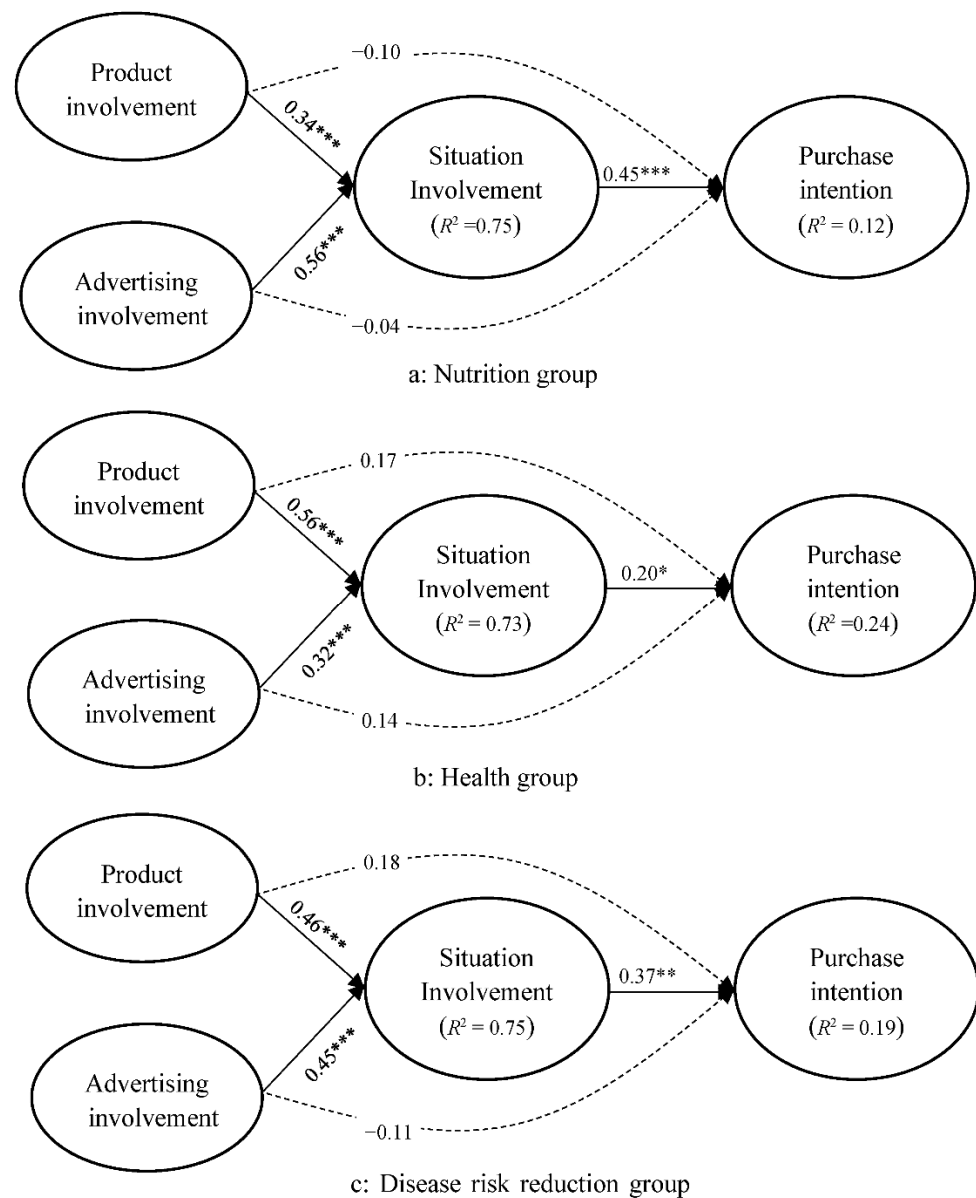 Product
involvement
−0.10
0.34***
Situation
Involvement
(R² =0.75)
0.45***
Purchase
intention
(R² = 0.12)
0.56***
Advertising
involvement
−0.04
a: Nutrition group
Product
involvement
0.17
0.56***
Situation
Involvement
(R² = 0.73)
0.20*
Purchase
intention
(R² =0.24)
0.32***
Advertising
involvement
0.14
b: Health group
Product
involvement
0.18
0.46***
Situation
Involvement
(R² = 0.75)
0.37**
Purchase
intention
(R² = 0.19)
0.45***
Advertising
involvement
−0.11
c: Disease risk reduction group